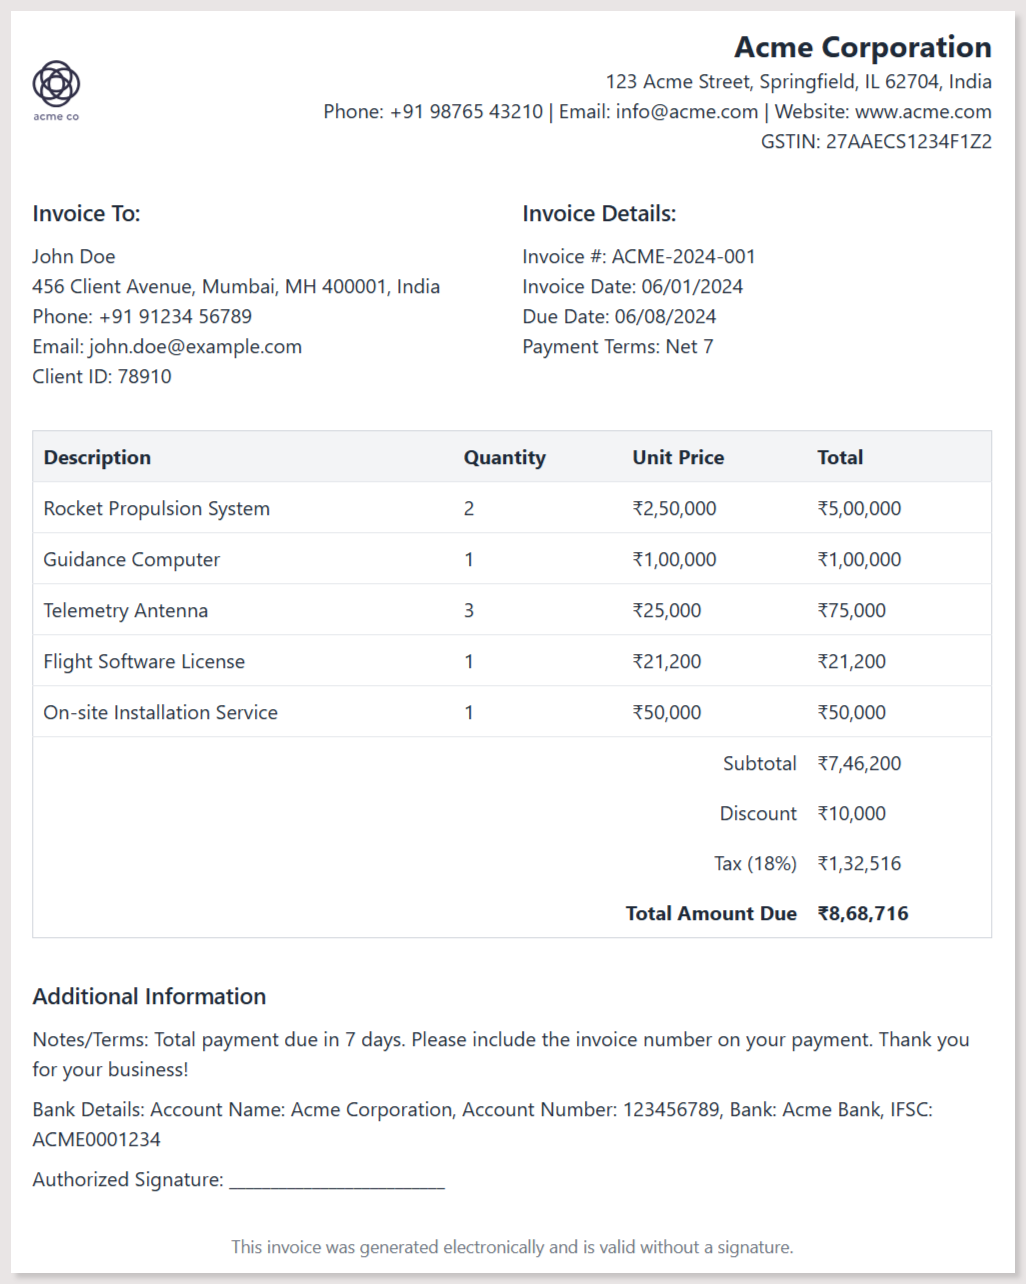 acme co
Acme Corporation
123 Acme Street, Springfield, IL 62704, India
Phone: +91 98765 43210 | Email: info@acme.com | Website: www.acme.com
GSTIN: 27AAECS1234F1Z2
Invoice To:
John Doe
456 Client Avenue, Mumbai, MH 400001, India
Phone: +91 91234 56789
Email: john.doe@example.com
Client ID: 78910
Invoice Details:
Invoice #: ACME-2024-001
Invoice Date: 06/01/2024
Due Date: 06/08/2024
Payment Terms: Net 7
Description Quantity Unit Price Total
Rocket Propulsion System 2 ₹2,50,000 ₹5,00,000
Guidance Computer 1 ₹1,00,000 ₹1,00,000
Telemetry Antenna 3 ₹25,000 ₹75,000
Flight Software License 1 ₹21,200 ₹21,200
On-site Installation Service 1 ₹50,000 ₹50,000
Subtotal ₹7,46,200
Discount ₹10,000
Tax (18%) ₹1,32,516
Total Amount Due ₹8,68,716
Additional Information
Notes/Terms: Total payment due in 7 days. Please include the invoice number on your payment. Thank you
for your business!
Bank Details: Account Name: Acme Corporation, Account Number: 123456789, Bank: Acme Bank, IFSC:
ACME0001234
Authorized Signature: ________________________
This invoice was generated electronically and is valid without a signature.